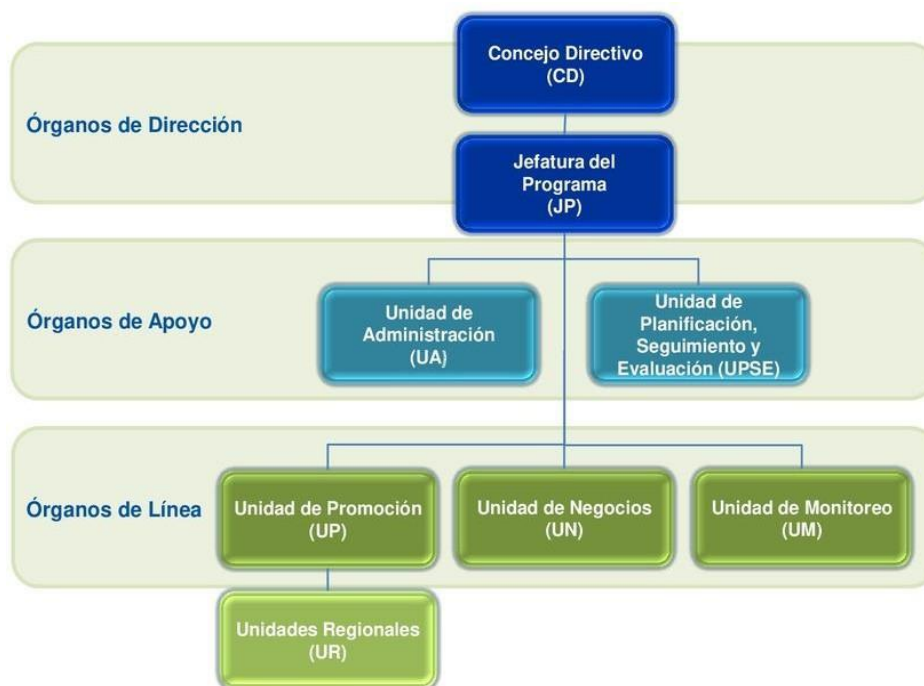 Concejo Directivo
(CD)
Órganos de Dirección
Jefatura del
Programa
(JP)
Órganos de Apoyo
Unidad de
Administración
(UA)
Unidad de
Planificación,
Seguimiento y
Evaluación (UPSE)
Órganos de Línea
Unidad de Promoción
(UP)
Unidad de Negocios
(UN)
Unidad de Monitoreo
(UM)
Unidades Regionales
(UR)